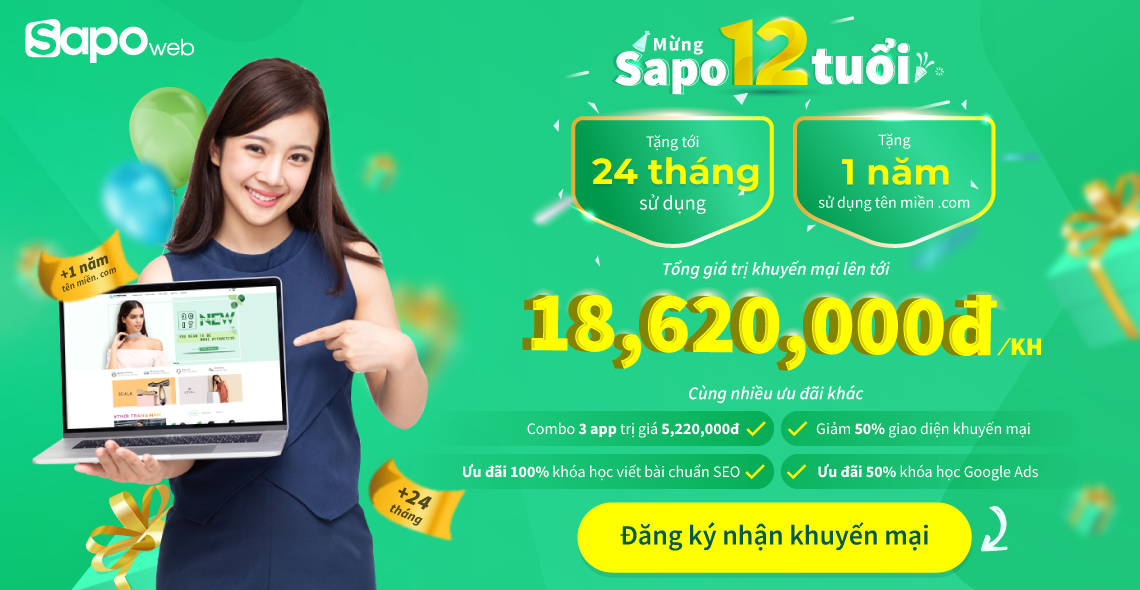 Sapo web
Mừng
Sapo 12 tuổi
Tặng tới
24 tháng
sử dụng
Tặng
1 năm
sử dụng tên miền .com
Tổng giá trị khuyến mại lên tới
18,620,000đ/KH
Cùng nhiều ưu đãi khác
Combo 3 app trị giá 5,220,000đ
Giảm 50% giao diện khuyến mại
Ưu đãi 100% khóa học viết bài chuẩn SEO
Ưu đãi 50% khóa học Google Ads
Đăng ký nhận khuyến mại
+1 năm
tên miền. com
NEW
+24
tháng